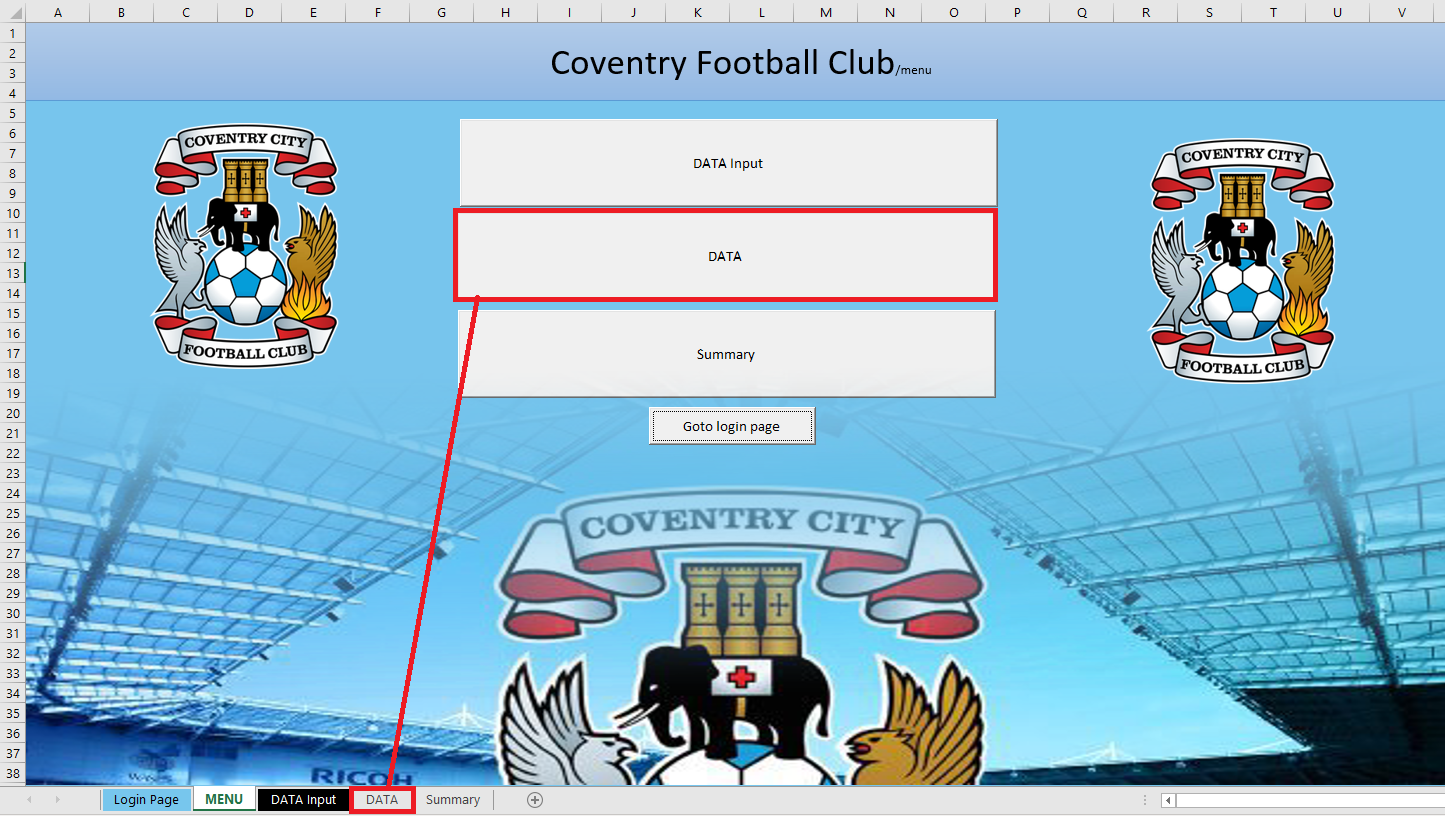 A B C D E F G H I J K L M N O P Q R S T U V
1
2
3
4
5
6
7
8
9
10
11
12
13
14
15
16
17
18
19
20
21
22
23
24
25
26
27
28
29
30
31
32
33
34
35
36
37
38
Coventry Football Club/menu
COVENTRY CITY
FOOTBALL CLUB
DATA Input
DATA
Summary
Goto login page
COVENTRY CITY
FOOTBALL CLUB
COVENTRY CITY
RICOH
Login Page MENU DATA Input DATA Summary